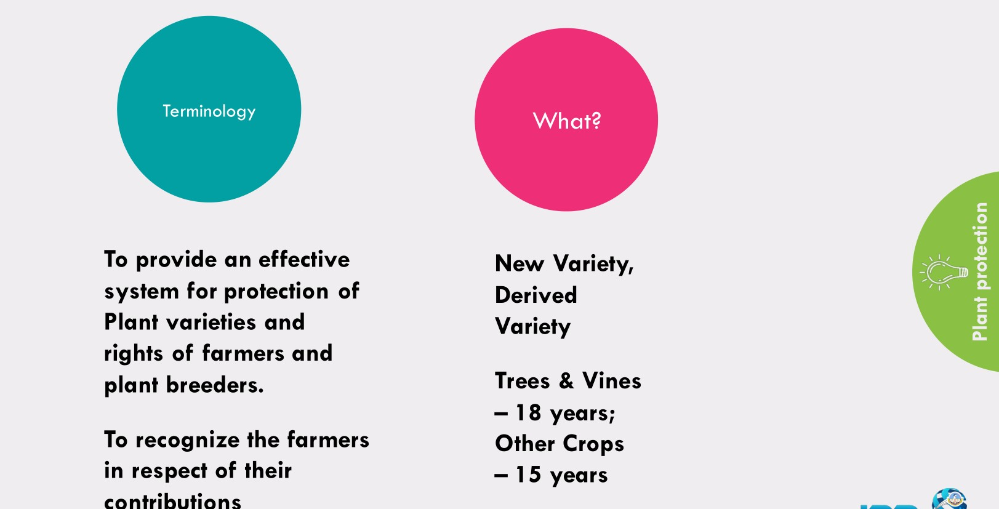 Terminology
To provide an effective
system for protection of
Plant varieties and
rights of farmers and
plant breeders.
To recognize the farmers
in respect of their
contributions
What?
New Variety,
Derived
Variety
Trees & Vines
– 18 years;
Other Crops
– 15 years
Plant protection